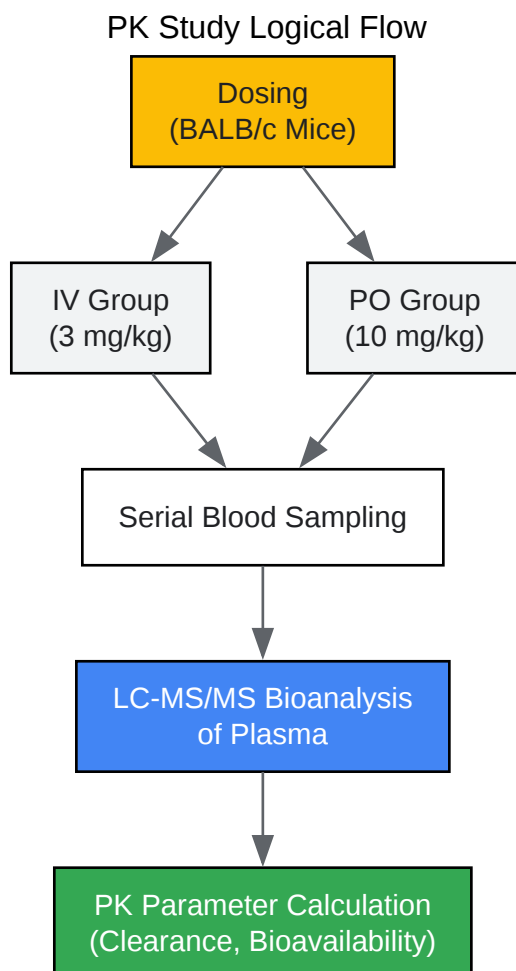 PK Study Logical Flow
Dosing
(BALB/c Mice)
IV Group
(3 mg/kg)
PO Group
(10 mg/kg)
Serial Blood Sampling
LC-MS/MS Bioanalysis
of Plasma
PK Parameter Calculation
(Clearance, Bioavailability)